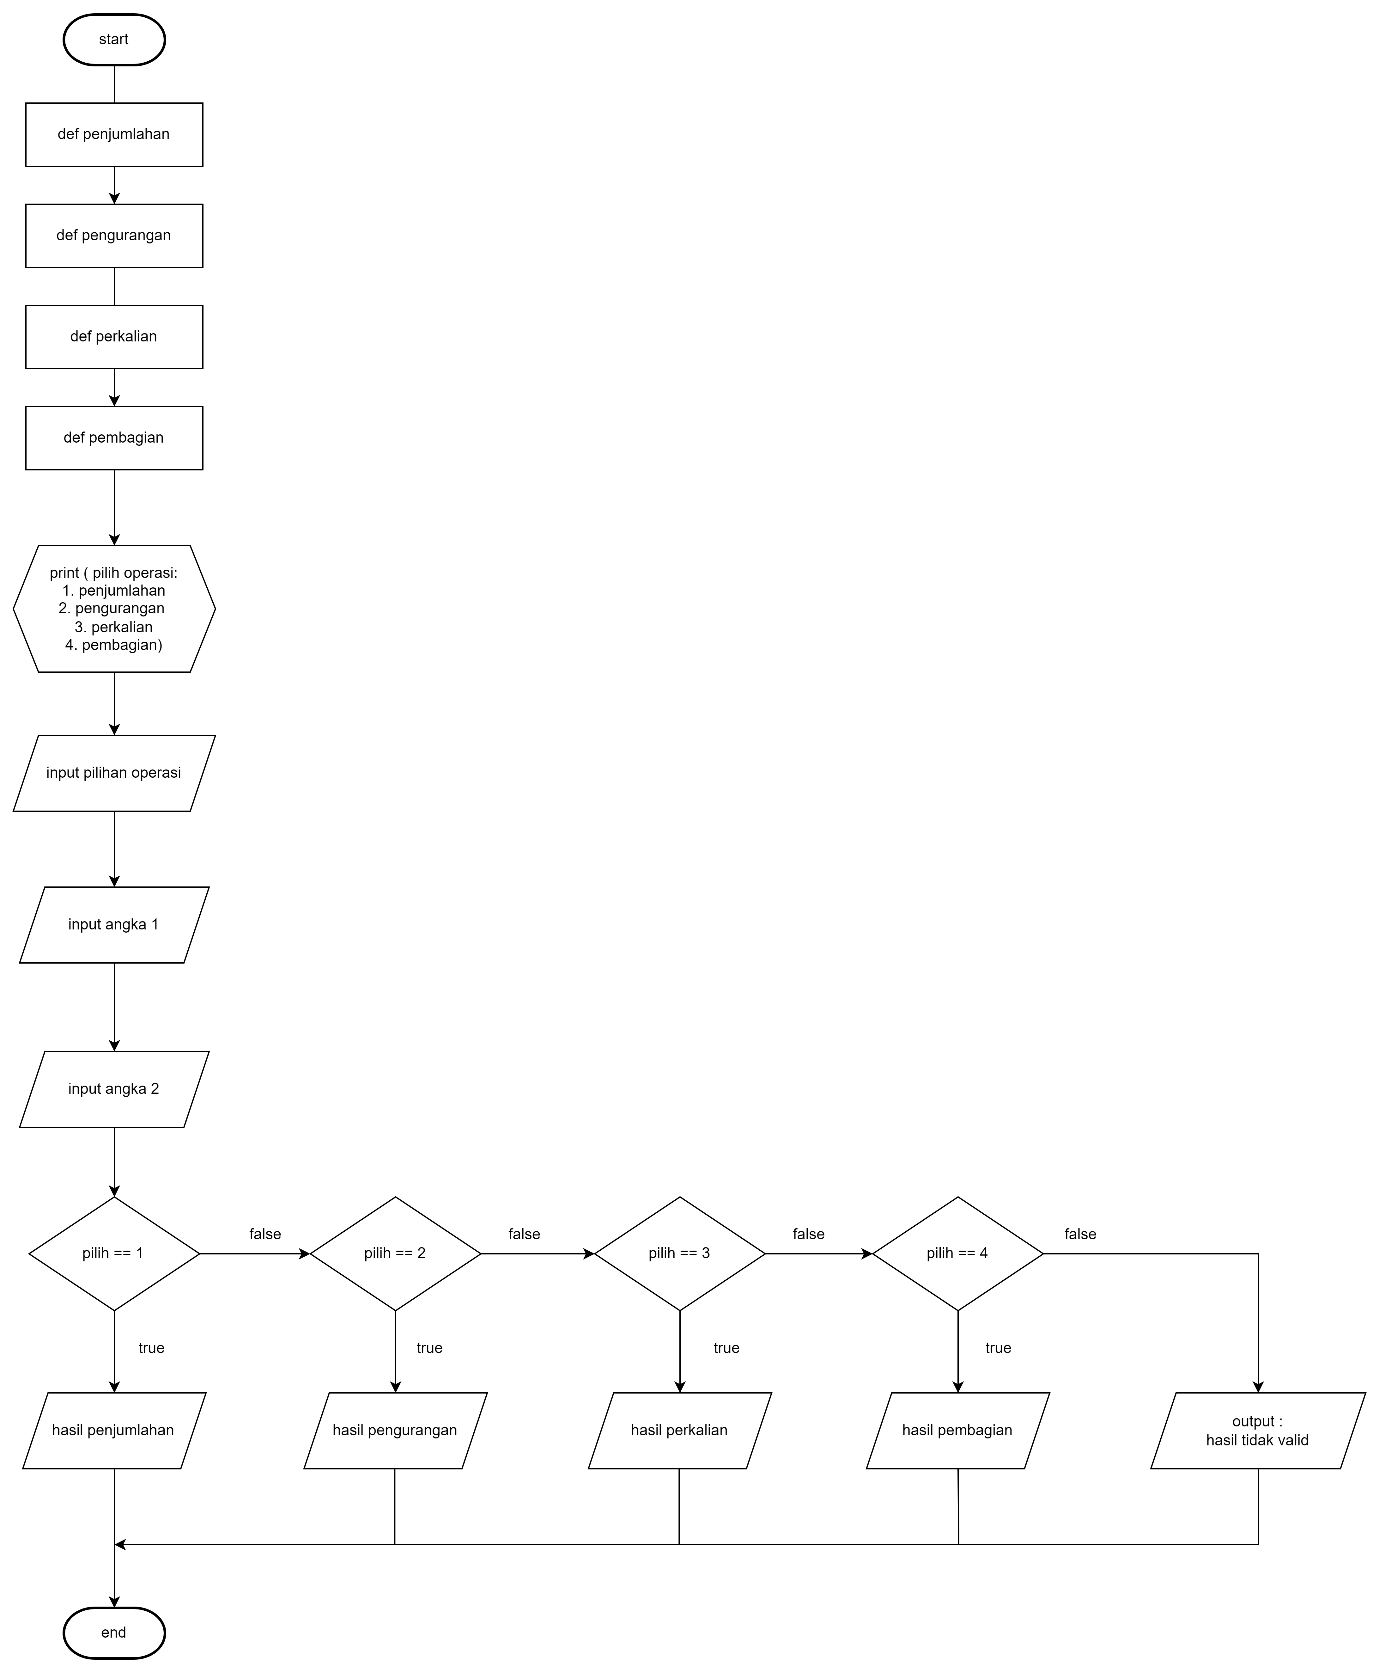 start
def penjumlahan
def pengurangan
def perkalian
def pembagian
print ( pilih operasi:
1. penjumlahan
2. pengurangan
3. perkalian
4. pembagian)
input pilihan operasi
input angka 1
input angka 2
pilih == 1
false
pilih == 2
false
pilih == 3
false
pilih == 4
false
true
true
true
true
hasil penjumlahan
hasil pengurangan
hasil perkalian
hasil pembagian
output :
hasil tidak valid
end